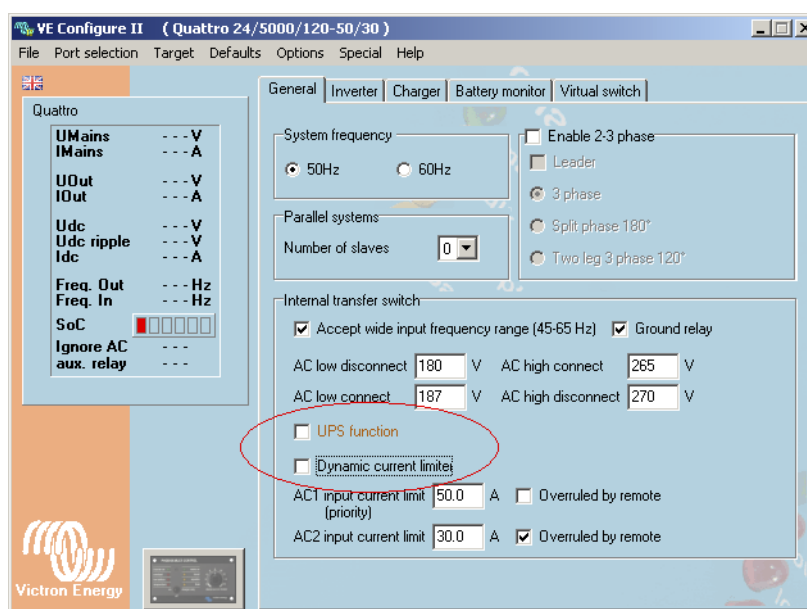 VE Configure II ( Quattro 24/5000/120-50/30 )
File Port selection Target Defaults Options Special Help
General Inverter Charger Battery monitor Virtual switch
Quattro
UMains - - - V
IMains - - - A
UOut - - - V
IOut - - - A
Udc - - - V
Udc ripple - - - V
Idc - - - A
Freq. Out - - - Hz
Freq. In - - - Hz
SoC
Ignore AC - - -
aux. relay - - -
System frequency
50Hz 60Hz
Parallel systems
Number of slaves 0
Enable 2-3 phase
Leader
3 phase
Split phase 180°
Two leg 3 phase 120°
Internal transfer switch
Accept wide input frequency range (45-65 Hz) Ground relay
AC low disconnect 180 V AC high connect 265 V
AC low connect 187 V AC high disconnect 270 V
UPS function
Dynamic current limiter
AC1 input current limit 50.0 A Overruled by remote
(priority)
AC2 input current limit 30.0 A Overruled by remote
Victron Energy